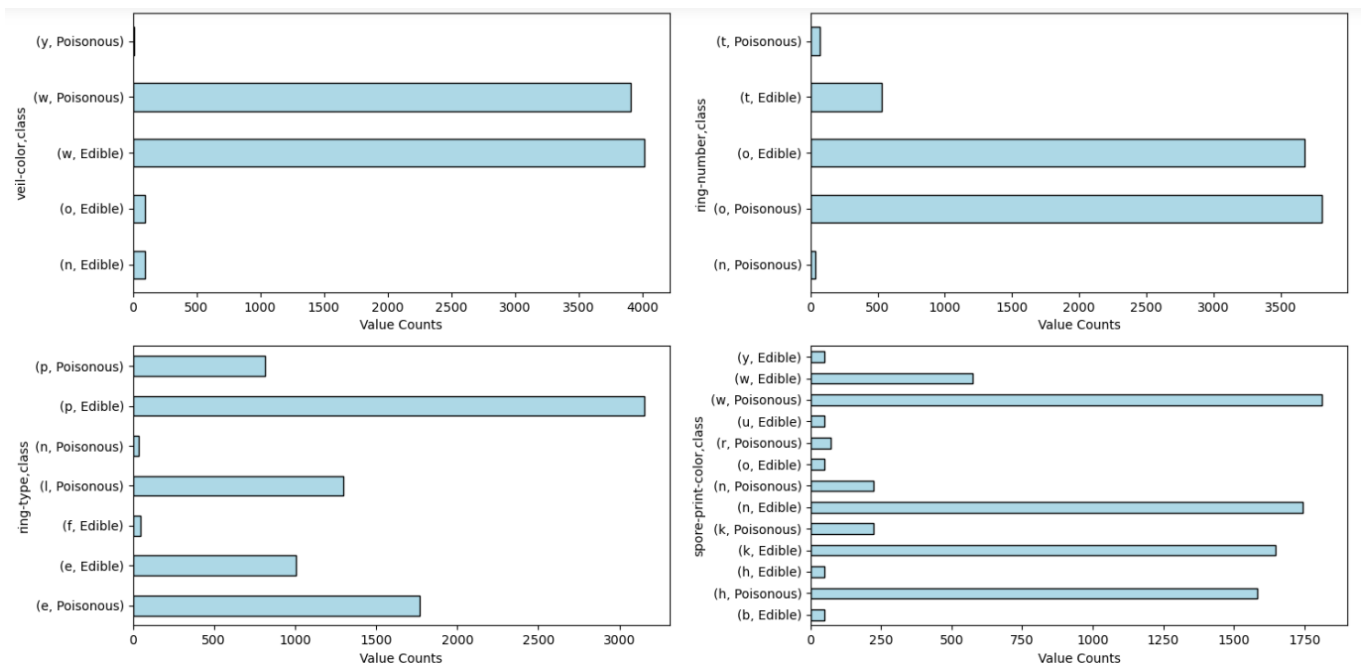 veil-color,class
(y, Poisonous)
(w, Poisonous)
(w, Edible)
(o, Edible)
(n, Edible)
0 500 1000 1500 2000 2500 3000 3500 4000
Value Counts
ring-number,class
(t, Poisonous)
(t, Edible)
(o, Edible)
(o, Poisonous)
(n, Poisonous)
0 500 1000 1500 2000 2500 3000 3500
Value Counts
ring-type,class
(p, Poisonous)
(p, Edible)
(n, Poisonous)
(l, Poisonous)
(f, Edible)
(e, Edible)
(e, Poisonous)
0 500 1000 1500 2000 2500 3000
Value Counts
spore-print-color,class
(y, Edible)
(w, Edible)
(w, Poisonous)
(u, Edible)
(r, Poisonous)
(o, Edible)
(n, Poisonous)
(n, Edible)
(k, Poisonous)
(k, Edible)
(h, Edible)
(h, Poisonous)
(b, Edible)
0 250 500 750 1000 1250 1500 1750
Value Counts